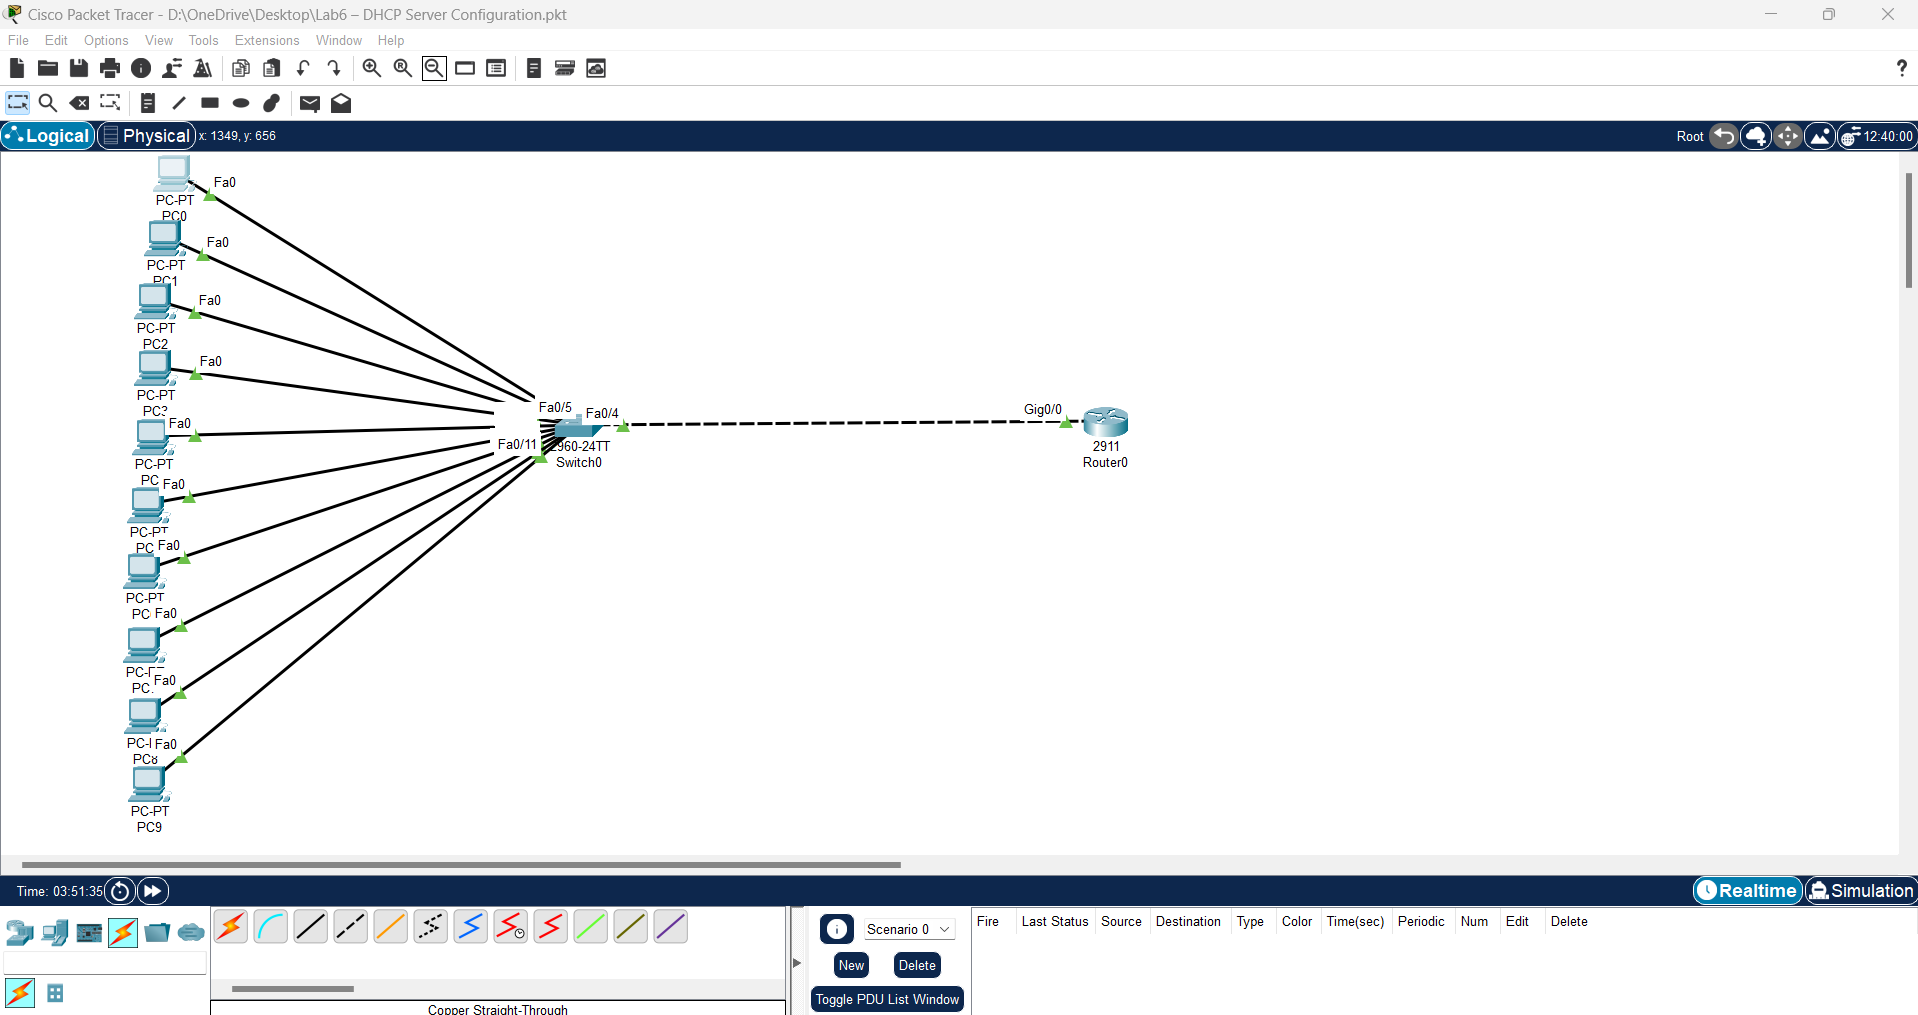 Cisco Packet Tracer - D:\OneDrive\Desktop\Lab6 – DHCP Server Configuration.pkt
File Edit Options View Tools Extensions Window Help
Logical Physical x: 1349, y: 656 Root 12:40:00
Fa0
PC-PT
PC0
Fa0
PC-PT
PC1
Fa0
PC-PT
PC2
Fa0
PC-PT
PC3
Fa0
PC-PT
PC
Fa0
PC-PT
PC
Fa0
PC-PT
PC
Fa0
PC
Fa0
PC8
Fa0
PC-PT
PC9
Fa0/5
Fa0/4
Fa0/11
2960-24TT
Switch0
Gig0/0
2911
Router0
Time: 03:51:35 Realtime Simulation
Copper Straight-Through
Scenario 0
New Delete
Toggle PDU List Window
Fire Last Status Source Destination Type Color Time(sec) Periodic Num Edit Delete